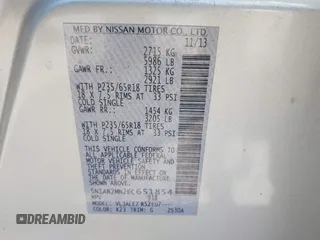 MFD BY NISSAN MOTOR CO., LTD.
11/13
GVWR: 2715 KG
5986 LB
GAWR FR: 1325 KG
2921 LB
WITH P235/65R18 TIRES
18 X 7.5 RIMS AT 33 PSI
COLD SINGLE
GAWR RR: 1454 KG
3205 LB
WITH P235/65R18 TIRES
18 X 7.5 RIMS AT 33 PSI
COLD SINGLE
THIS VEHICLE CONFORMS TO ALL
APPLICABLE FEDERAL MOTOR
VEHICLE SAFETY AND THEFT
PREVENTION STANDARDS IN
EFFECT ON THE DATE OF
MANUFACTURE SHOWN ABOVE.
MPV
COLOR: K23 TRIM: G